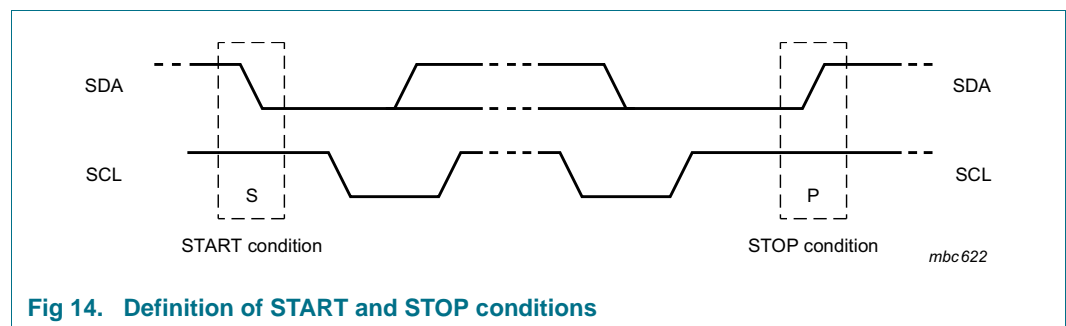 SDA SDA
SCL SCL
S P
START condition STOP condition
mbc622
Fig 14. Definition of START and STOP conditions